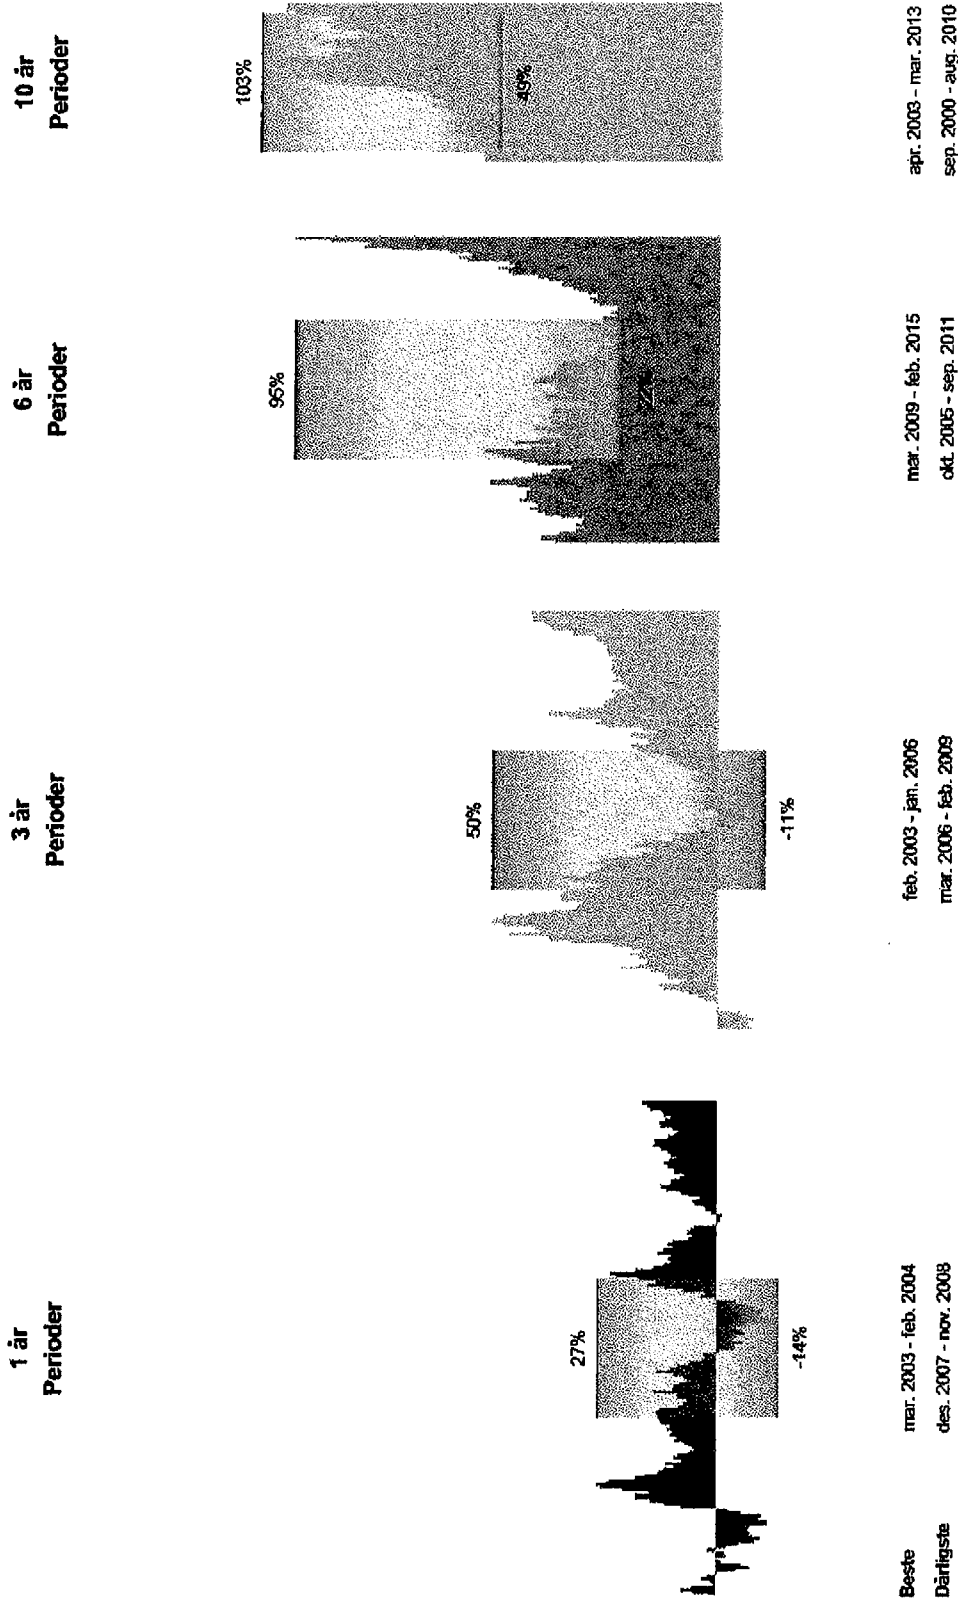 1 år
Perioder
3 år
Perioder
6 år
Perioder
10 år
Perioder
27%
-14%
50%
-11%
95%
103%
49%
Beste
mar. 2003 - feb. 2004
feb. 2003 - jan. 2006
mar. 2009 - feb. 2015
apr. 2003 - mar. 2013
Dårligste
des. 2007 - nov. 2008
mar. 2006 - feb. 2009
okt. 2005 - sep. 2011
sep. 2000 - aug. 2010